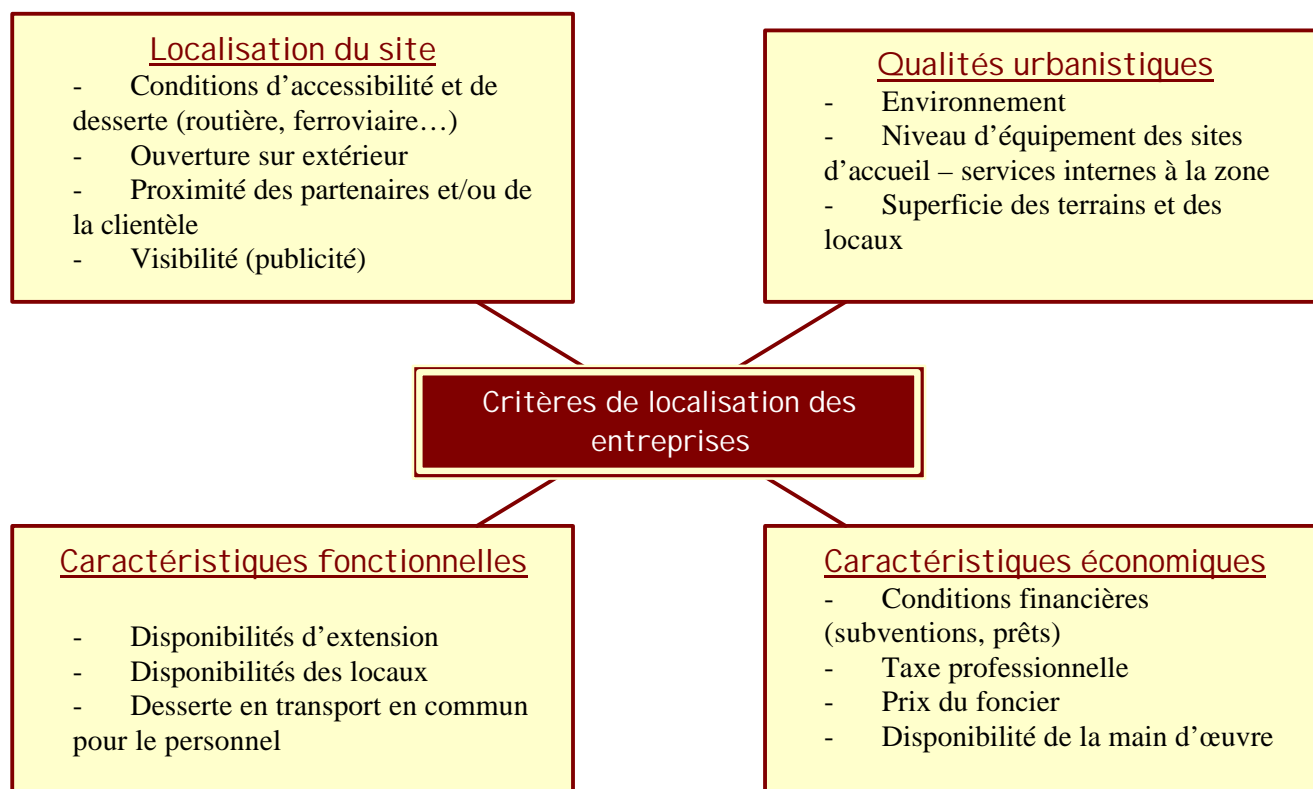 Localisation du site
- Conditions d’accessibilité et de
desserte (routière, ferroviaire…)
- Ouverture sur extérieur
- Proximité des partenaires et/ou de
la clientèle
- Visibilité (publicité)
Qualités urbanistiques
- Environnement
- Niveau d’équipement des sites
d’accueil – services internes à la zone
- Superficie des terrains et des
locaux
Critères de localisation des
entreprises
Caractéristiques fonctionnelles
- Disponibilités d’extension
- Disponibilités des locaux
- Desserte en transport en commun
pour le personnel
Caractéristiques économiques
- Conditions financières
(subventions, prêts)
- Taxe professionnelle
- Prix du foncier
- Disponibilité de la main d’œuvre